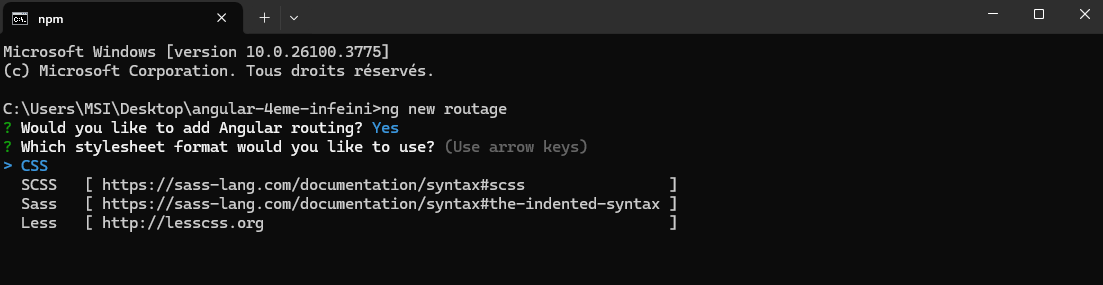 npm
Microsoft Windows [version 10.0.26100.3775]
(c) Microsoft Corporation. Tous droits réservés.
C:\Users\MSI\Desktop\angular-4eme-infeini>ng new routage
? Would you like to add Angular routing? Yes
? Which stylesheet format would you like to use? (Use arrow keys)
> CSS
  SCSS   [ https://sass-lang.com/documentation/syntax#scss                ]
  Sass   [ https://sass-lang.com/documentation/syntax#the-indented-syntax ]
  Less   [ http://lesscss.org                                             ]